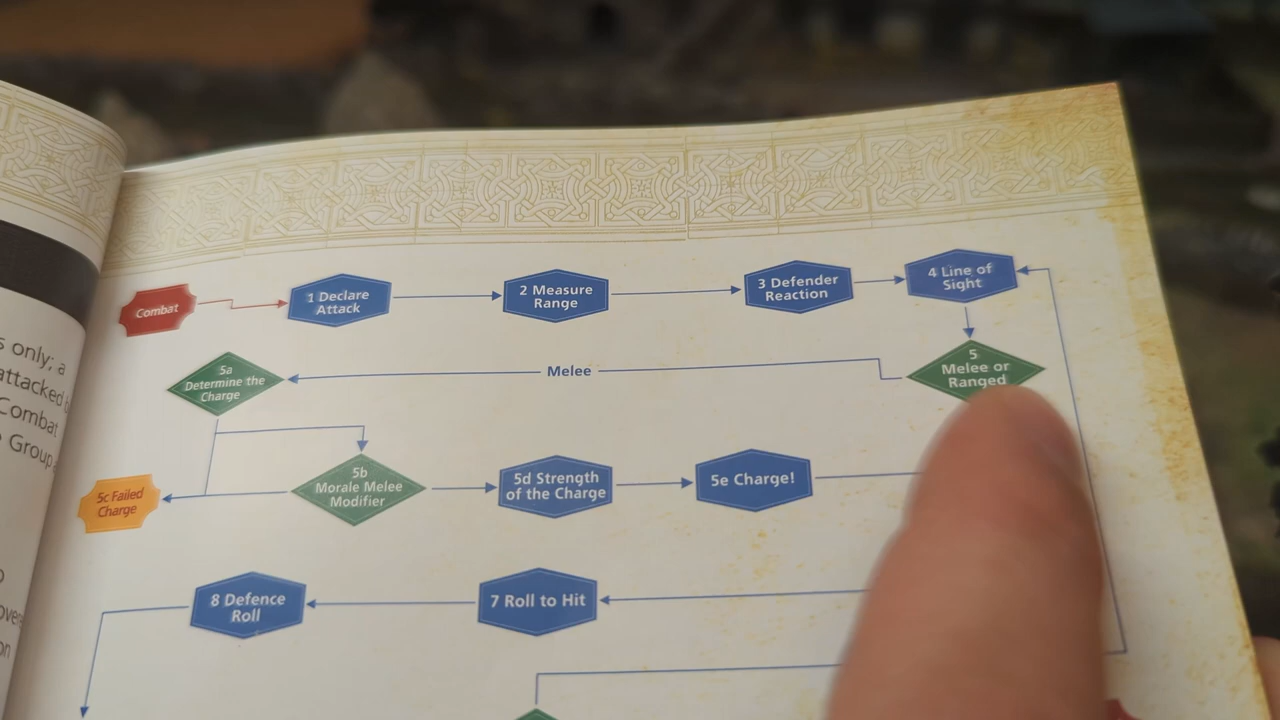 Combat
1 Declare
Attack
2 Measure
Range
3 Defender
Reaction
4 Line of
Sight
5
Melee or
Ranged
Melee
5a
Determine the
Charge
5b
Morale Melee
Modifier
5c Failed
Charge
5d Strength
of the Charge
5e Charge!
7 Roll to Hit
8 Defence
Roll
s only; a
attacked
Combat
Group